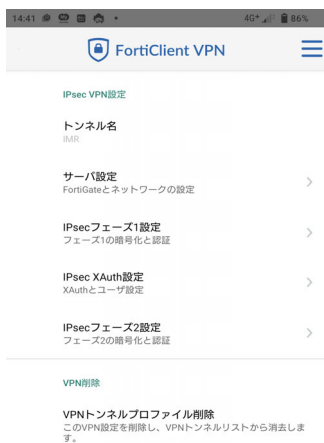 14:41 4G+ 86%
FortiClient VPN
IPsec VPN設定
トンネル名
IMR
サーバ設定
FortiGateとネットワークの設定
IPsecフェーズ1設定
フェーズ1の暗号化と認証
IPsec XAuth設定
XAuthとユーザ設定
IPsecフェーズ2設定
フェーズ2の暗号化と認証
VPN削除
VPNトンネルプロファイル削除
このVPN設定を削除し、VPNトンネルリストから消去しま
す。